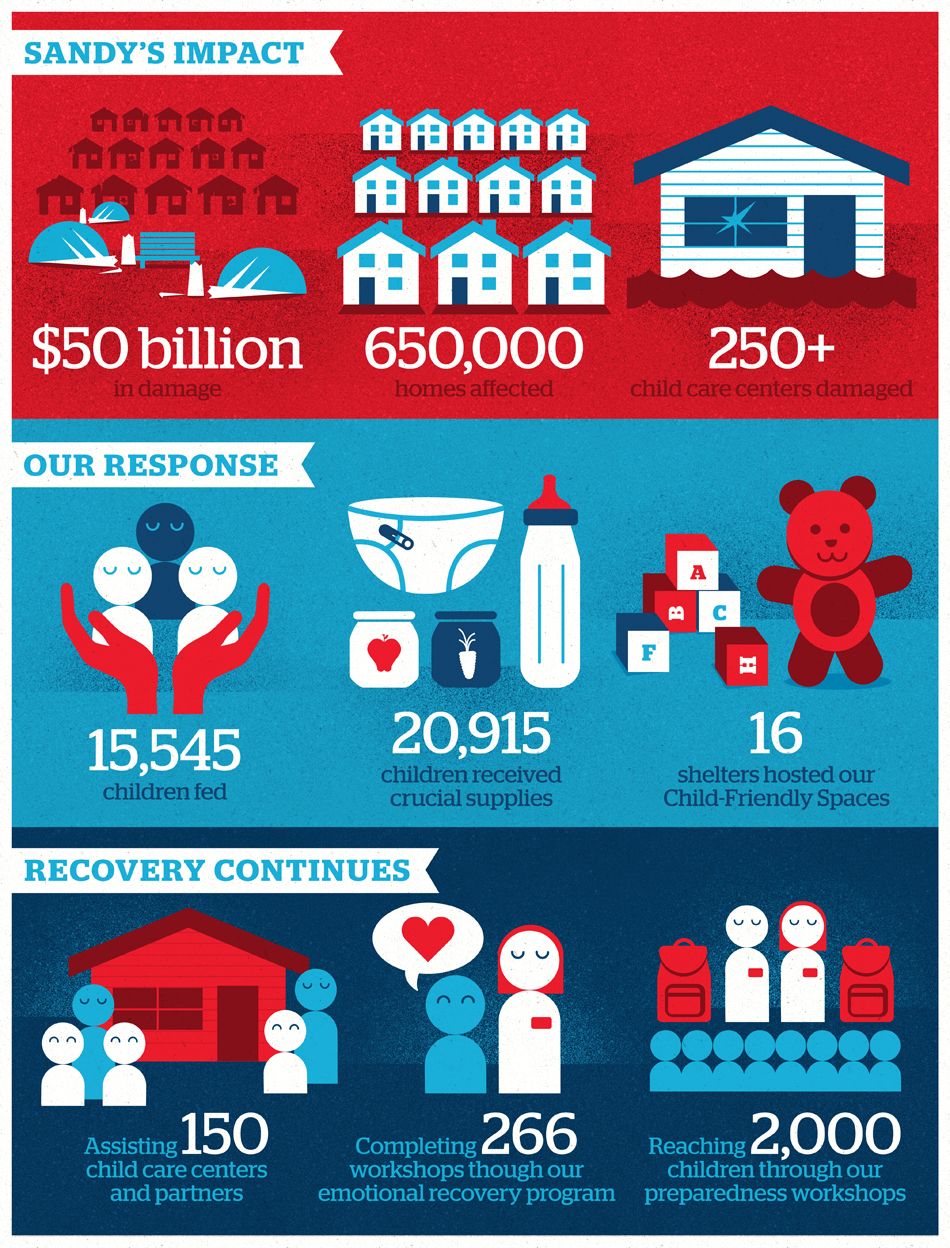 SANDY'S IMPACT
$50 billion
in damage
650,000
homes affected
250+
child care centers damaged
OUR RESPONSE
A
B
C
F
H
15,545
children fed
20,915
children received
crucial supplies
16
shelters hosted our
Child-Friendly Spaces
RECOVERY CONTINUES
Assisting 150
child care centers
and partners
Completing 266
workshops though our
emotional recovery program
Reaching 2,000
children through our
preparedness workshops